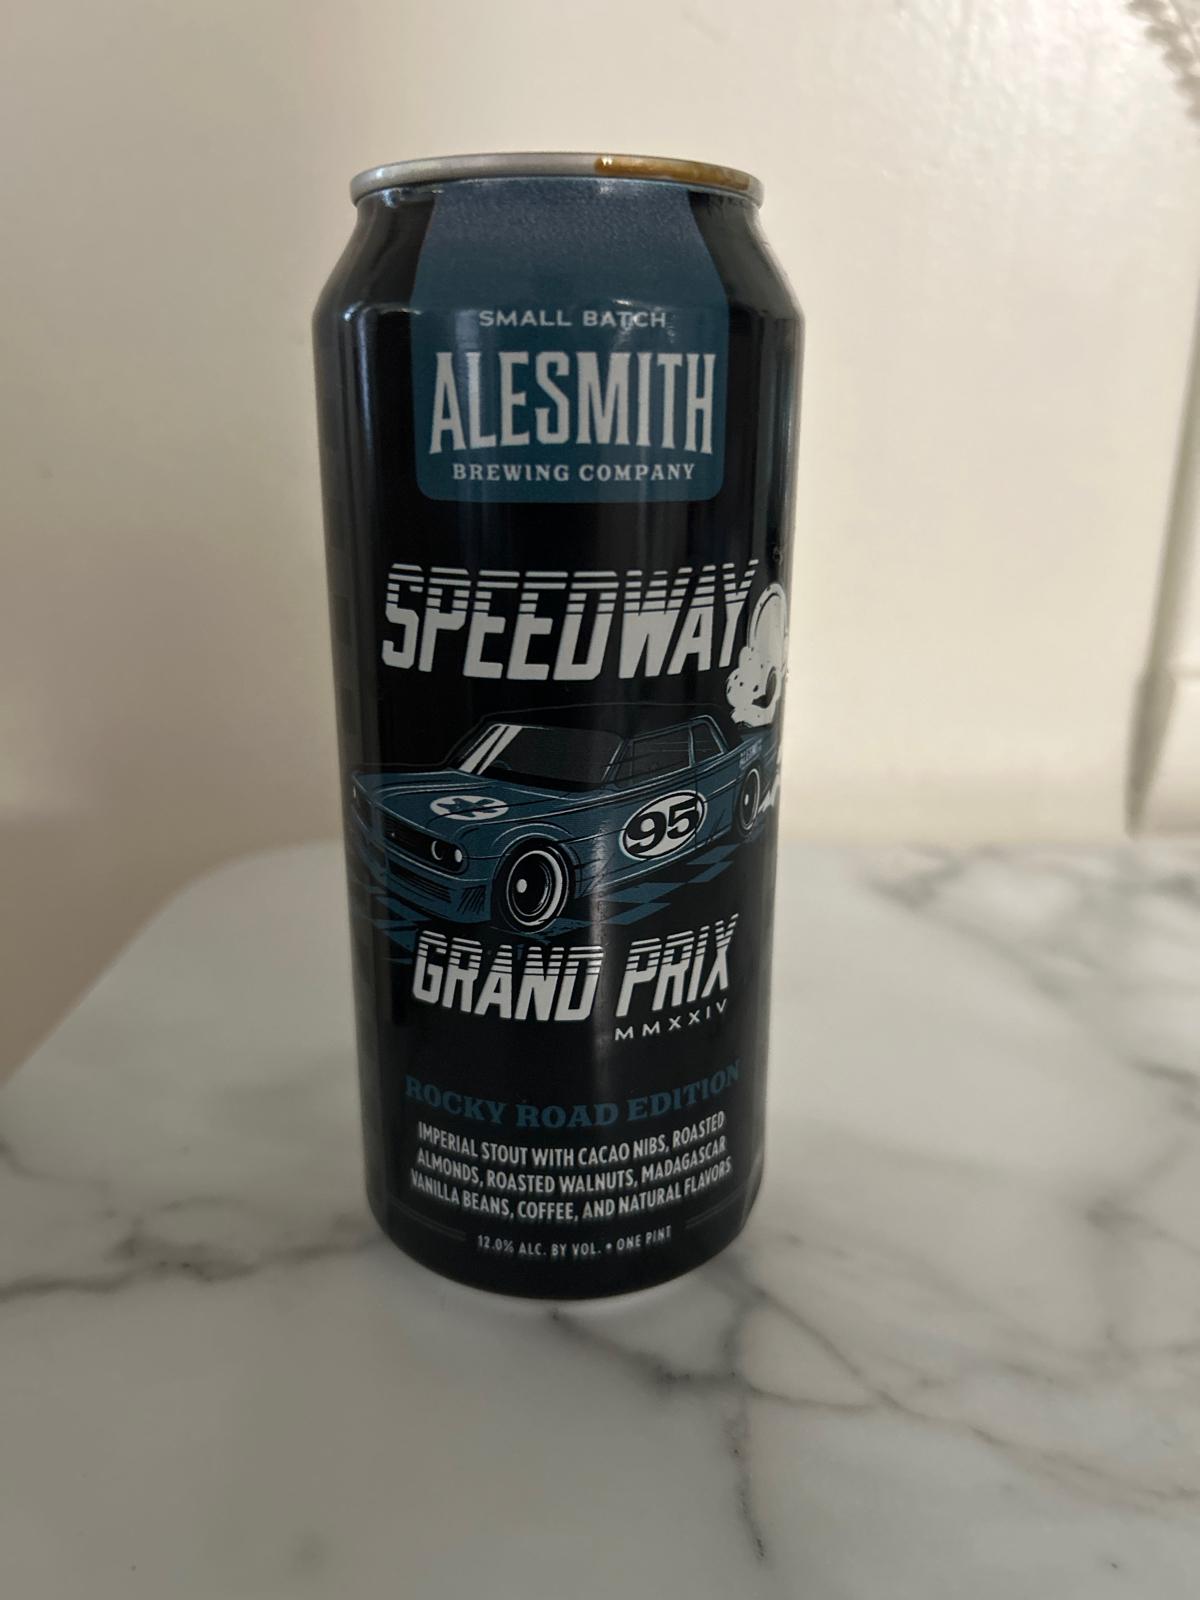 SMALL BATCH
ALESMITH
BREWING COMPANY
SPEEDWAY
ALESMITH
95
GRAND PRIX
MMXXIV
ROCKY ROAD EDITION
IMPERIAL STOUT WITH CACAO NIBS, ROASTED
ALMONDS, ROASTED WALNUTS, MADAGASCAR
VANILLA BEANS, COFFEE, AND NATURAL FLAVORS
12.0% ALC. BY VOL. • ONE PINT